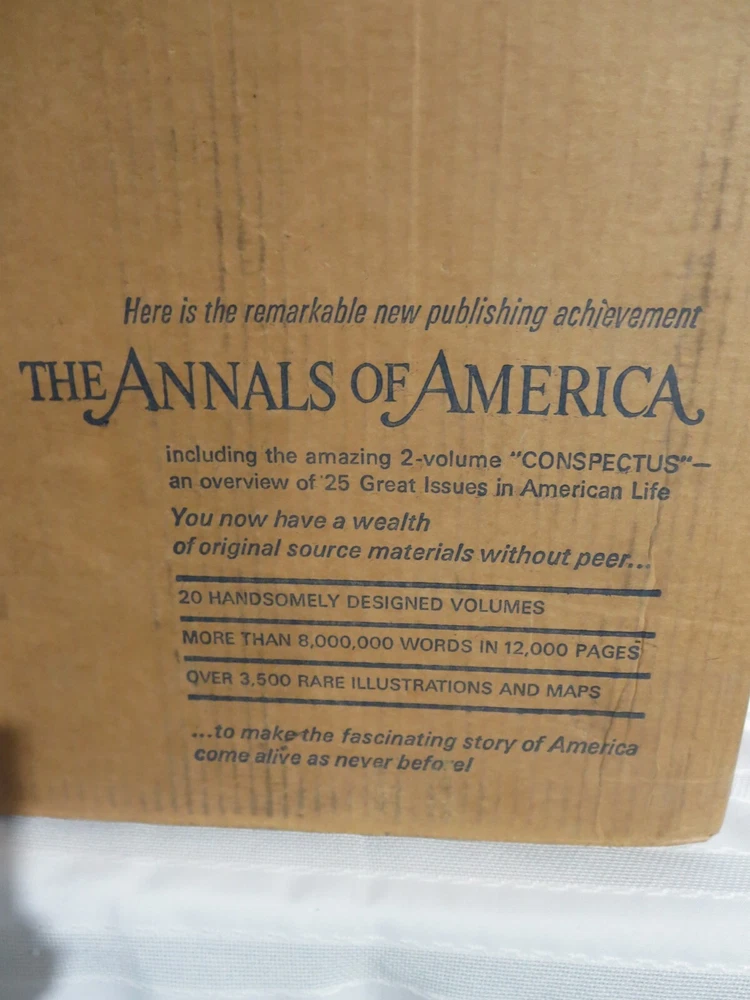 Here is the remarkable new publishing achievement
THE ANNALS OF AMERICA
including the amazing 2-volume "CONSPECTUS"—
an overview of 25 Great Issues in American Life
You now have a wealth
of original source materials without peer...
20 HANDSOMELY DESIGNED VOLUMES
MORE THAN 8,000,000 WORDS IN 12,000 PAGES
OVER 3,500 RARE ILLUSTRATIONS AND MAPS
...to make the fascinating story of America
come alive as never before!